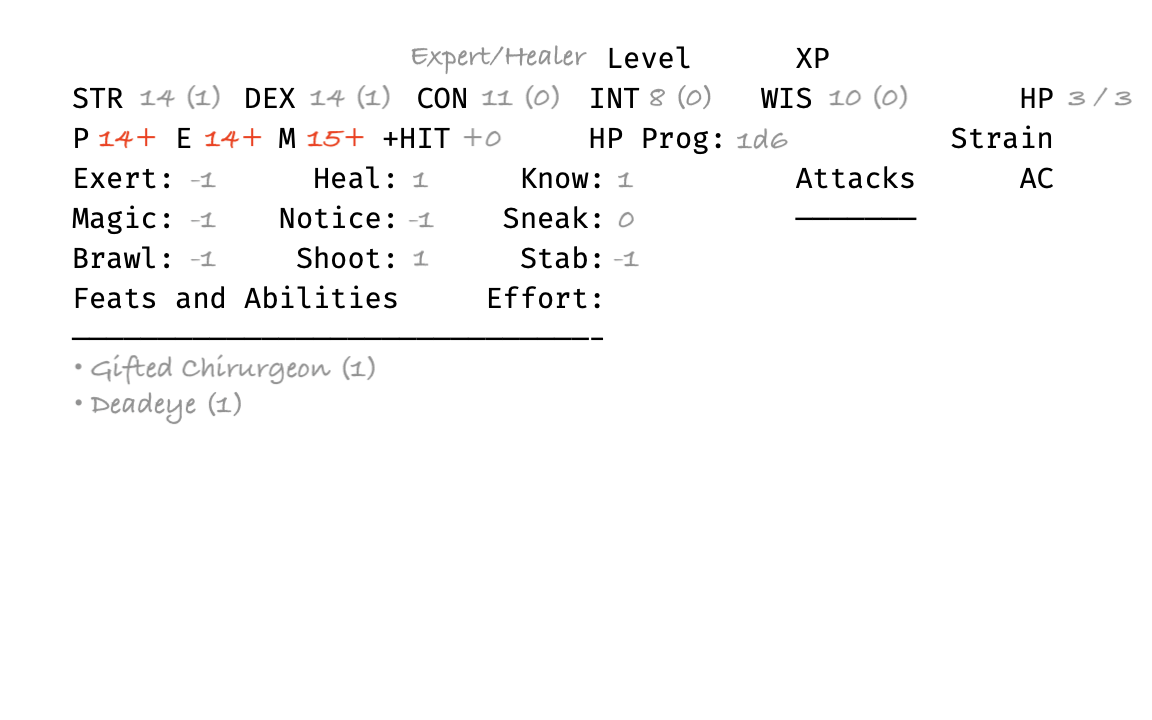 Expert/Healer Level XP
STR 14 (1) DEX 14 (1) CON 11 (0) INT 8 (0) WIS 10 (0) HP 3 / 3
P 14+ E 14+ M 15+ +HIT +0 HP Prog: 1d6 Strain
Exert: -1 Heal: 1 Know: 1 Attacks AC
Magic: -1 Notice: -1 Sneak: 0
Brawl: -1 Shoot: 1 Stab: -1
Feats and Abilities Effort:
• Gifted Chirurgeon (1)
• Deadeye (1)